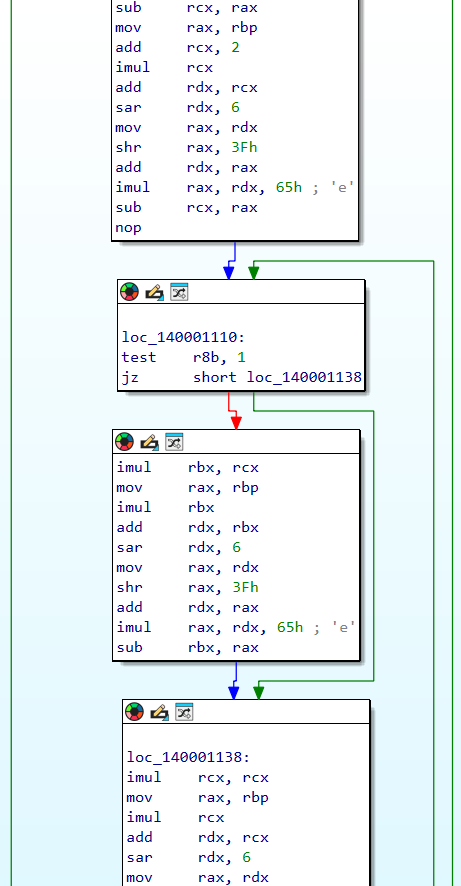 sub rcx, rax
mov rax, rbp
add rcx, 2
imul rcx
add rdx, rcx
sar rdx, 6
mov rax, rdx
shr rax, 3Fh
add rdx, rax
imul rax, rdx, 65h ; 'e'
sub rcx, rax
nop
loc_140001110:
test r8b, 1
jz short loc_140001138
imul rbx, rcx
mov rax, rbp
imul rbx
add rdx, rbx
sar rdx, 6
mov rax, rdx
shr rax, 3Fh
add rdx, rax
imul rax, rdx, 65h ; 'e'
sub rbx, rax
loc_140001138:
imul rcx, rcx
mov rax, rbp
imul rcx
add rdx, rcx
sar rdx, 6
mov rax, rdx